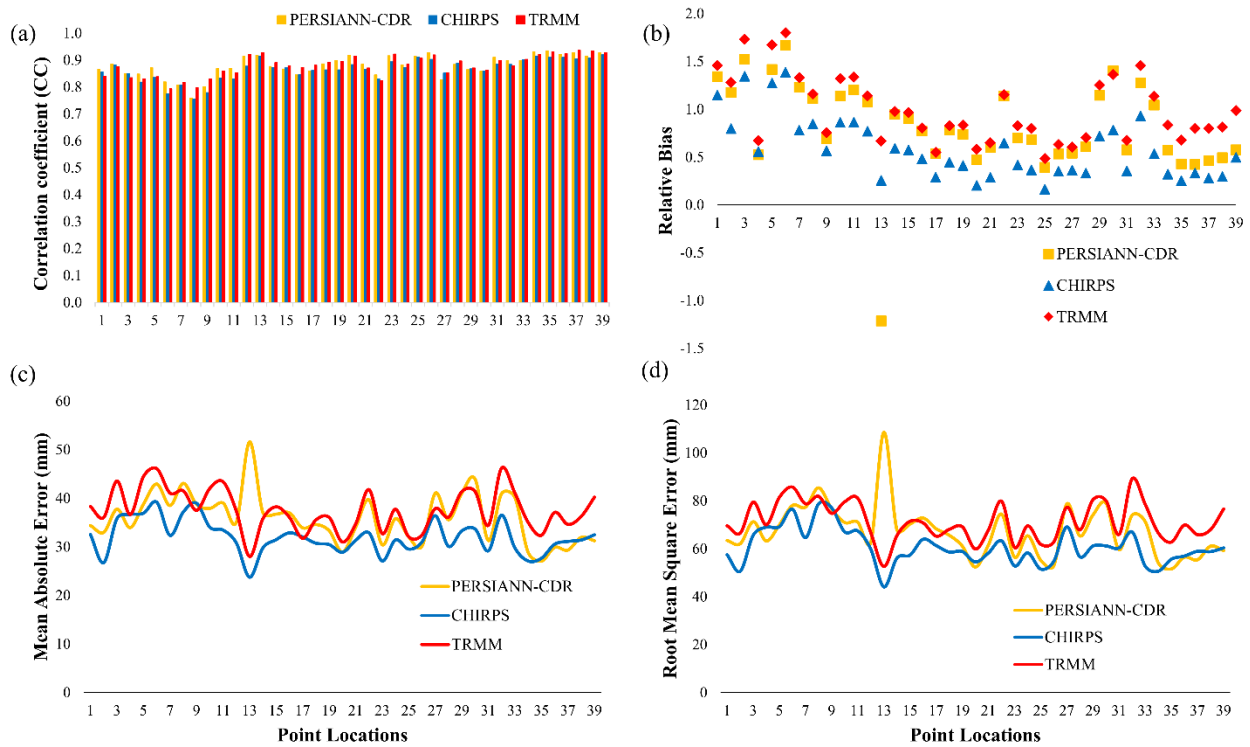 (a)
PERSIANN-CDR CHIRPS TRMM
Correlation coefficient (CC)
1.0
0.9
0.8
0.7
0.6
0.5
0.4
0.3
0.2
0.1
0.0
1 3 5 7 9 11 13 15 17 19 21 23 25 27 29 31 33 35 37 39
(b)
Relative Bias
2.0
1.5
1.0
0.5
0.0
-0.5
-1.0
-1.5
1 3 5 7 9 11 13 15 17 19 21 23 25 27 29 31 33 35 37 39
PERSIANN-CDR
CHIRPS
TRMM
(c)
Mean Absolute Error (mm)
60
50
40
30
20
10
0
PERSIANN-CDR
CHIRPS
TRMM
1 3 5 7 9 11 13 15 17 19 21 23 25 27 29 31 33 35 37 39
Point Locations
(d)
Root Mean Square Error (mm)
120
100
80
60
40
20
0
PERSIANN-CDR
CHIRPS
TRMM
1 3 5 7 9 11 13 15 17 19 21 23 25 27 29 31 33 35 37 39
Point Locations